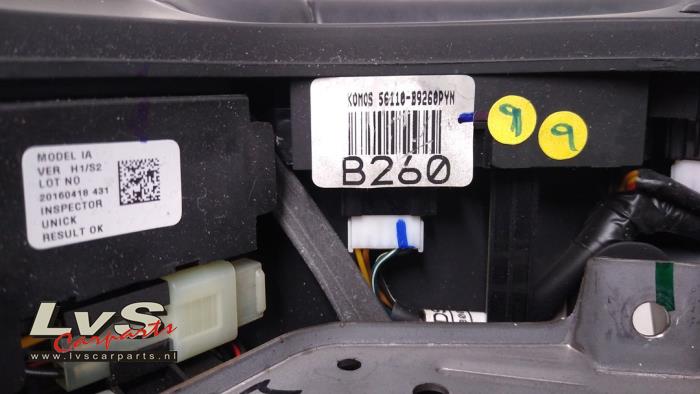 MODEL IA
VER H1/S2
LOT NO
20160418 431
INSPECTOR
UNICK
RESULT OK
KOMOS 56110-B9260PYN
B260
9 9
LvS
Carparts
www.lvscarparts.nl